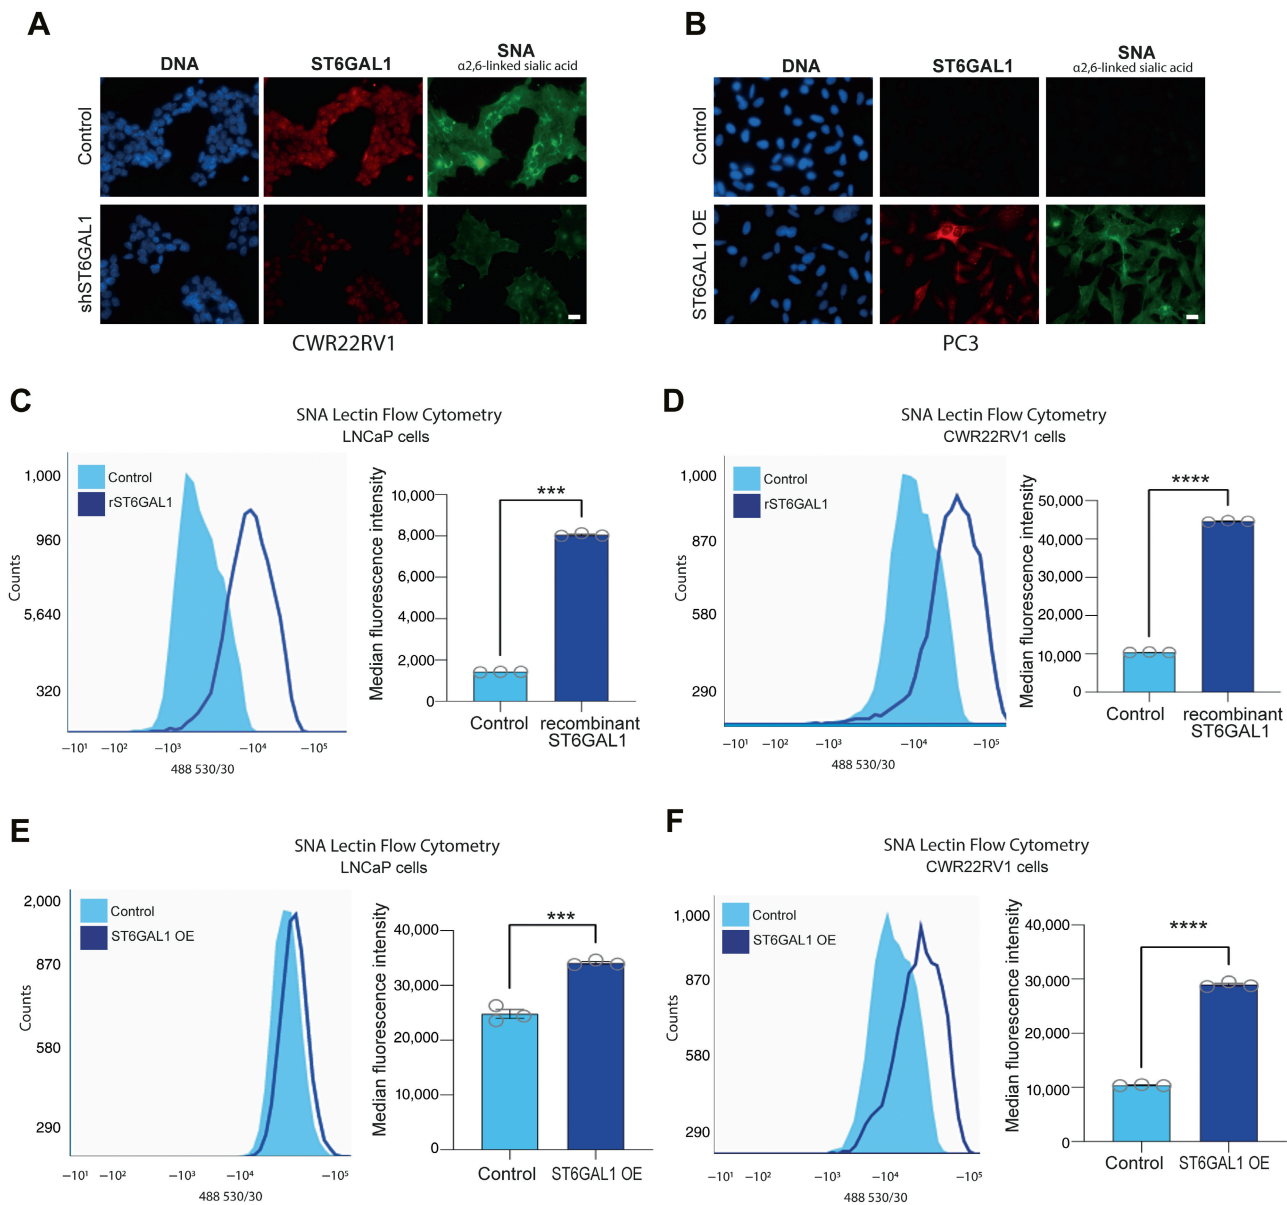 A
DNA
ST6GAL1
SNA
α2,6-linked sialic acid
Control
shST6GAL1
CWR22RV1
B
DNA
ST6GAL1
SNA
α2,6-linked sialic acid
Control
ST6GAL1 OE
PC3
C
SNA Lectin Flow Cytometry
LNCaP cells
Control
rST6GAL1
Counts
1,000
960
5,640
320
−10¹ −10² −10³ −10⁴ −10⁵
488 530/30
Median fluorescence intensity
10,000
8,000
6,000
4,000
2,000
0
***
Control
recombinant
ST6GAL1
D
SNA Lectin Flow Cytometry
CWR22RV1 cells
Control
rST6GAL1
Counts
1,000
870
580
290
−10¹ −10² −10³ −10⁴ −10⁵
488 530/30
Median fluorescence intensity
50,000
40,000
30,000
20,000
10,000
0
****
Control
recombinant
ST6GAL1
E
SNA Lectin Flow Cytometry
LNCaP cells
Control
ST6GAL1 OE
Counts
2,000
870
580
290
−10¹ −10² −10³ −10⁴ −10⁵
488 530/30
Median fluorescence intensity
40,000
30,000
20,000
10,000
0
***
Control
ST6GAL1 OE
F
SNA Lectin Flow Cytometry
CWR22RV1 cells
Control
ST6GAL1 OE
Counts
1,000
870
580
290
−10¹ −10² −10³ −10⁴ −10⁵
488 530/30
Median fluorescence intensity
40,000
30,000
20,000
10,000
0
****
Control
ST6GAL1 OE